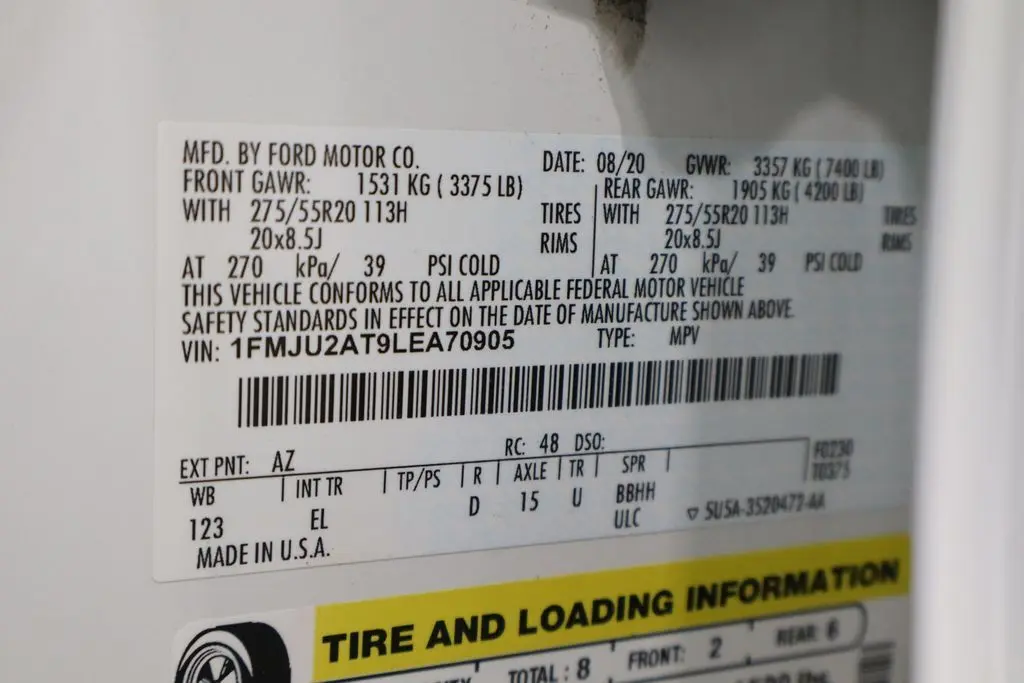 MFD. BY FORD MOTOR CO. DATE: 08/20 GVWR: 3357 KG ( 7400 LB)
FRONT GAWR: 1531 KG ( 3375 LB) REAR GAWR: 1905 KG ( 4200 LB)
WITH 275/55R20 113H TIRES WITH 275/55R20 113H TIRES
20x8.5J RIMS 20x8.5J RIMS
AT 270 kPa/ 39 PSI COLD AT 270 kPa/ 39 PSI COLD
THIS VEHICLE CONFORMS TO ALL APPLICABLE FEDERAL MOTOR VEHICLE
SAFETY STANDARDS IN EFFECT ON THE DATE OF MANUFACTURE SHOWN ABOVE.
VIN: 1FMJU2AT9LEA70905 TYPE: MPV
EXT PNT: AZ RC: 48 DSO: F0230
T0375
WB INT TR TP/PS R AXLE TR SPR
123 EL D 15 U BBHH
ULC ▽ SU5A-3520472-AA
MADE IN U.S.A.
TIRE AND LOADING INFORMATION
TOTAL : 8 FRONT: 2 REAR: 6